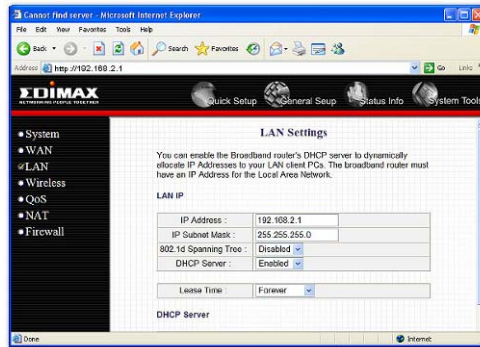 Cannot find server - Microsoft Internet Explorer
File Edit View Favorites Tools Help
Back Search Favorites
Address http://192.168.2.1 Go Links
EDIMAX
NETWORKING PEOPLE TOGETHER
Quick Setup General Seup Status Info System Tools
System
WAN
LAN
Wireless
QoS
NAT
Firewall
LAN Settings
You can enable the Broadband router's DHCP server to dynamically
allocate IP Addresses to your LAN client PCs. The broadband router must
have an IP Address for the Local Area Network.
LAN IP
IP Address : 192.168.2.1
IP Subnet Mask : 255.255.255.0
802.1d Spanning Tree : Disabled
DHCP Server : Enabled
Lease Time : Forever
DHCP Server
Done Internet